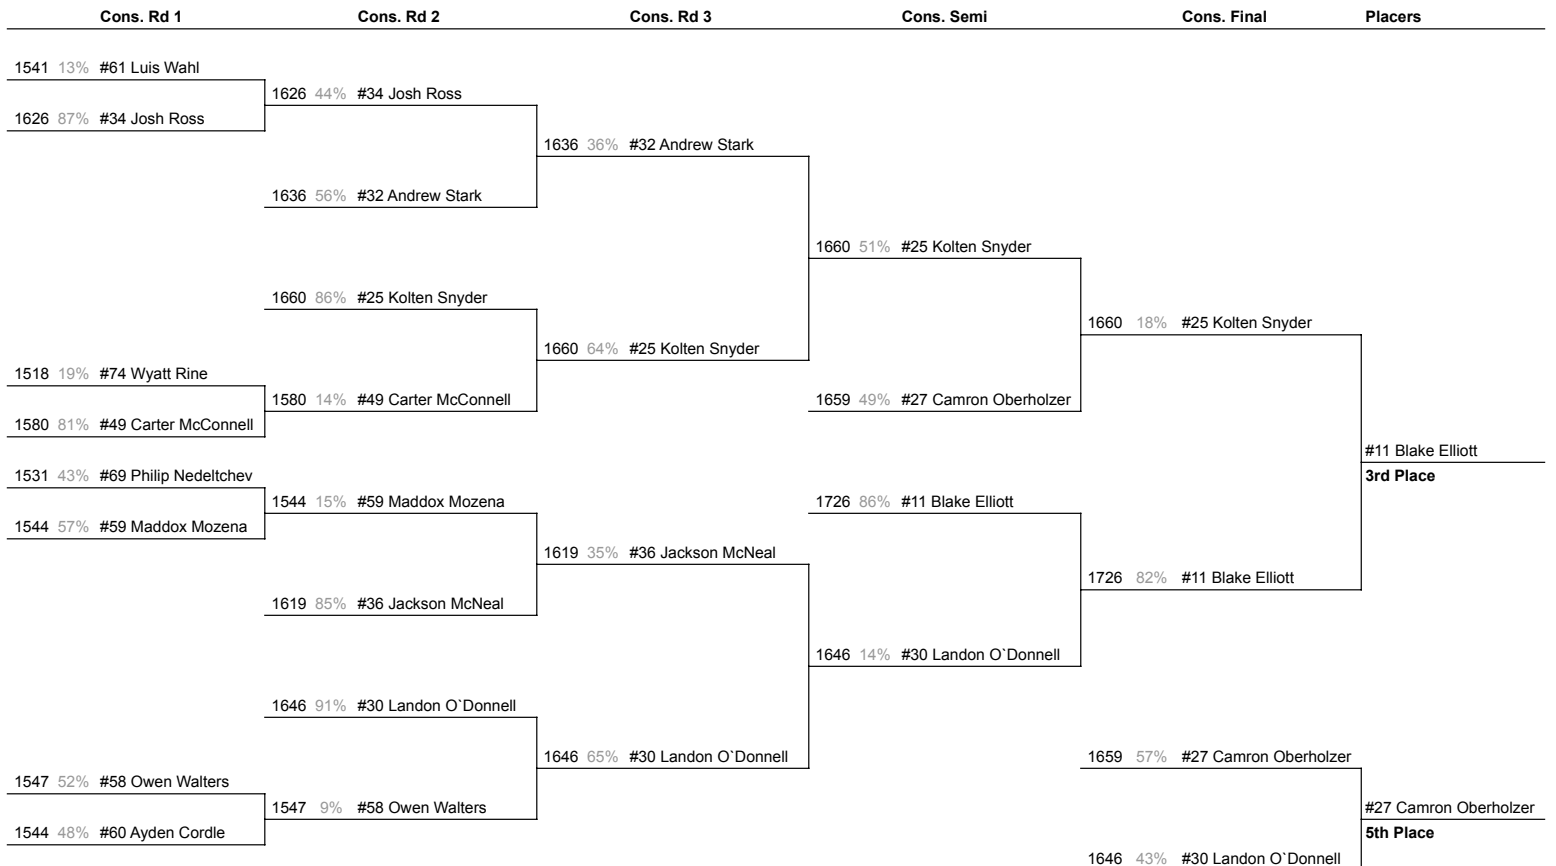 Cons. Rd 1 Cons. Rd 2 Cons. Rd 3 Cons. Semi Cons. Final Placers
1541 13% #61 Luis Wahl
1626 44% #34 Josh Ross
1626 87% #34 Josh Ross
1636 36% #32 Andrew Stark
1636 56% #32 Andrew Stark
1660 51% #25 Kolten Snyder
1660 86% #25 Kolten Snyder
1660 18% #25 Kolten Snyder
1660 64% #25 Kolten Snyder
1518 19% #74 Wyatt Rine
1580 14% #49 Carter McConnell
1659 49% #27 Camron Oberholzer
1580 81% #49 Carter McConnell
#11 Blake Elliott
1531 43% #69 Philip Nedeltchev
3rd Place
1544 15% #59 Maddox Mozena
1726 86% #11 Blake Elliott
1544 57% #59 Maddox Mozena
1619 35% #36 Jackson McNeal
1726 82% #11 Blake Elliott
1619 85% #36 Jackson McNeal
1646 14% #30 Landon O`Donnell
1646 91% #30 Landon O`Donnell
1646 65% #30 Landon O`Donnell
1659 57% #27 Camron Oberholzer
1547 52% #58 Owen Walters
1547 9% #58 Owen Walters
#27 Camron Oberholzer
1544 48% #60 Ayden Cordle
5th Place
1646 43% #30 Landon O`Donnell